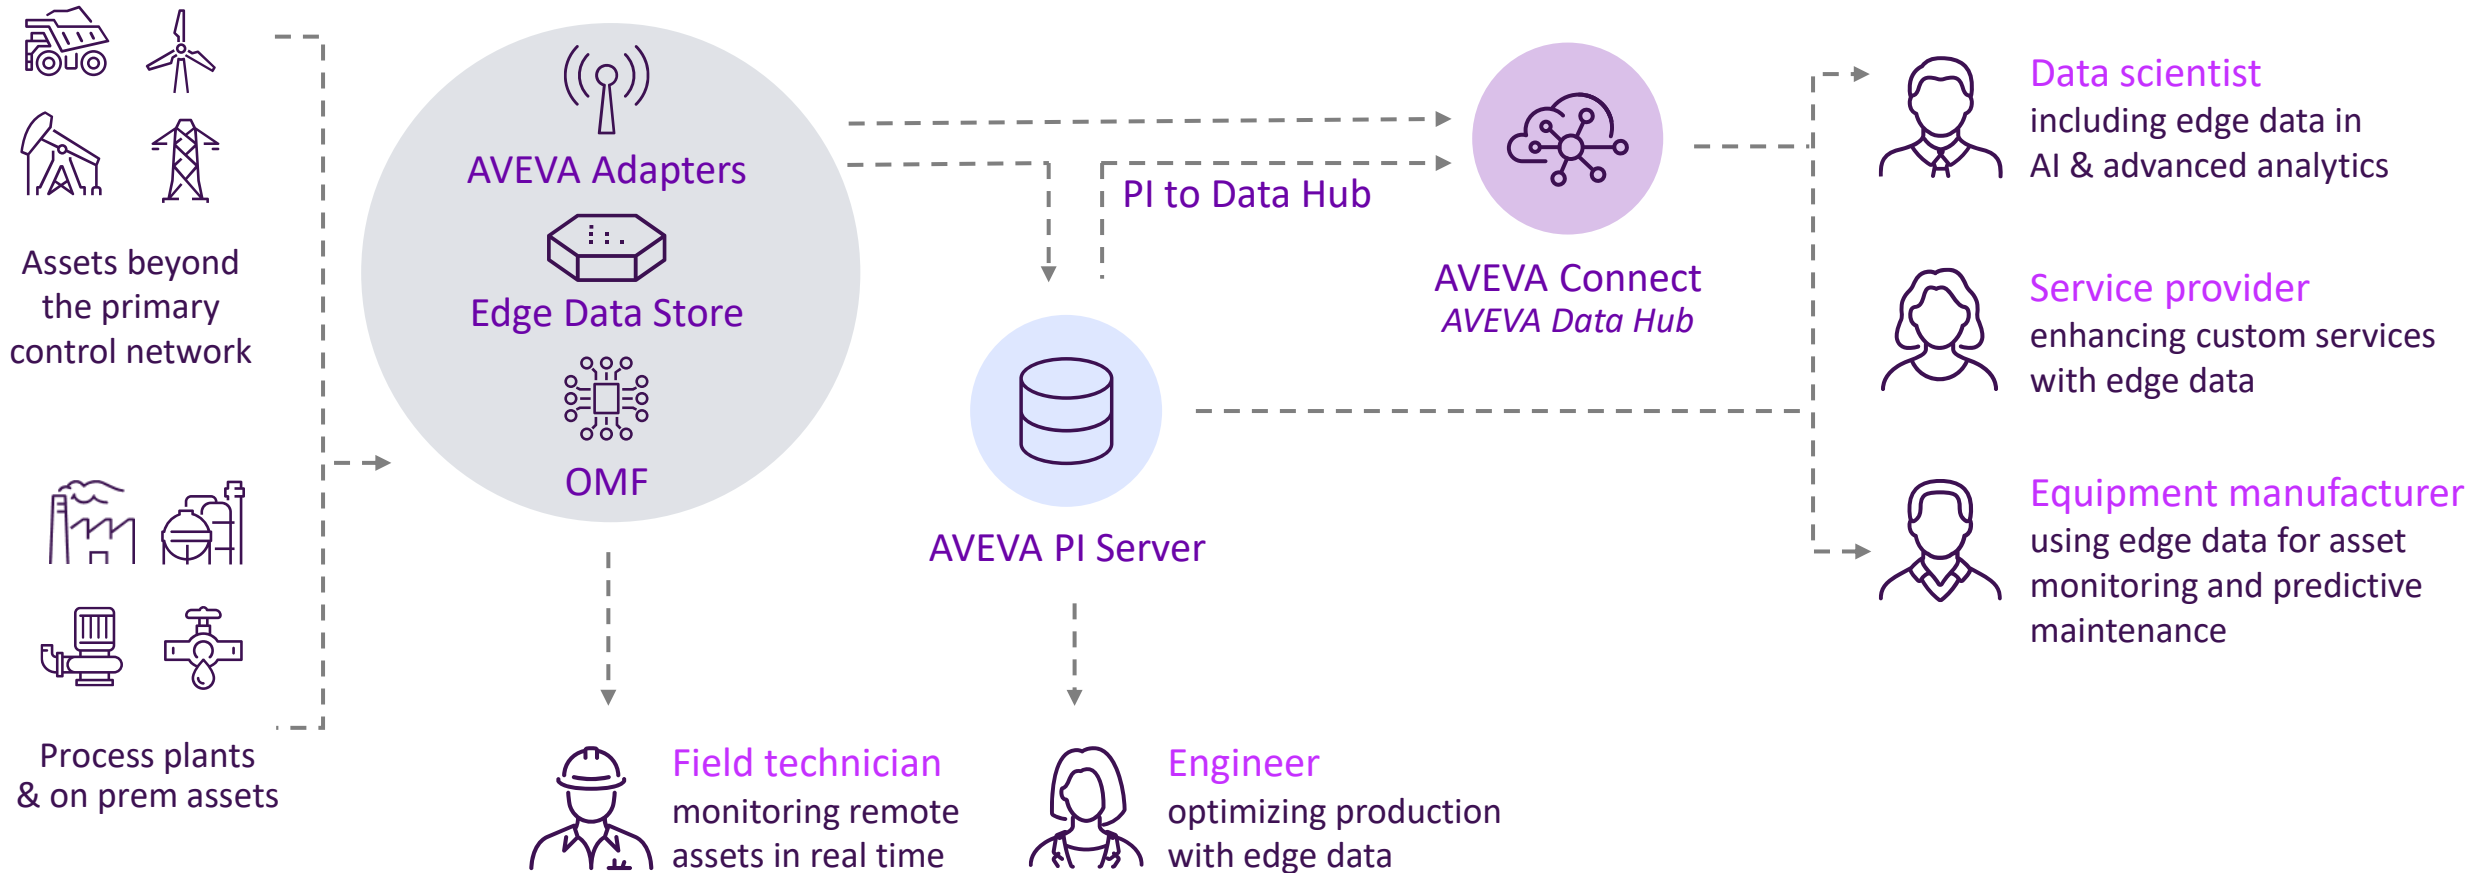 Assets beyond
the primary
control network
Process plants
& on prem assets
AVEVA Adapters
Edge Data Store
OMF
PI to Data Hub
AVEVA Connect
AVEVA Data Hub
AVEVA PI Server
Field technician
monitoring remote
assets in real time
Engineer
optimizing production
with edge data
Data scientist
including edge data in
AI & advanced analytics
Service provider
enhancing custom services
with edge data
Equipment manufacturer
using edge data for asset
monitoring and predictive
maintenance